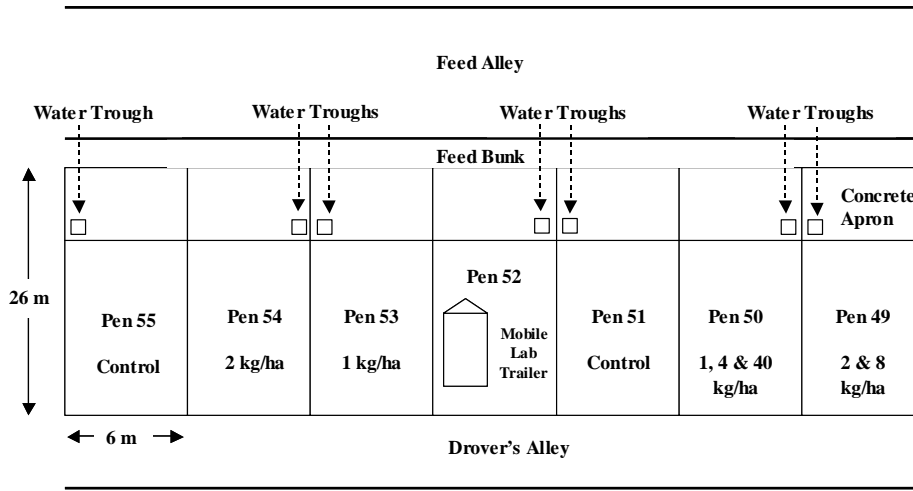 Feed Alley
Water Trough
Water Troughs
Water Troughs
Water Troughs
Feed Bunk
Concrete
Apron
26 m
Pen 55
Control
Pen 54
2 kg/ha
Pen 53
1 kg/ha
Pen 52
Mobile
Lab
Trailer
Pen 51
Control
Pen 50
1, 4 & 40
kg/ha
Pen 49
2 & 8
kg/ha
6 m
Drover's Alley